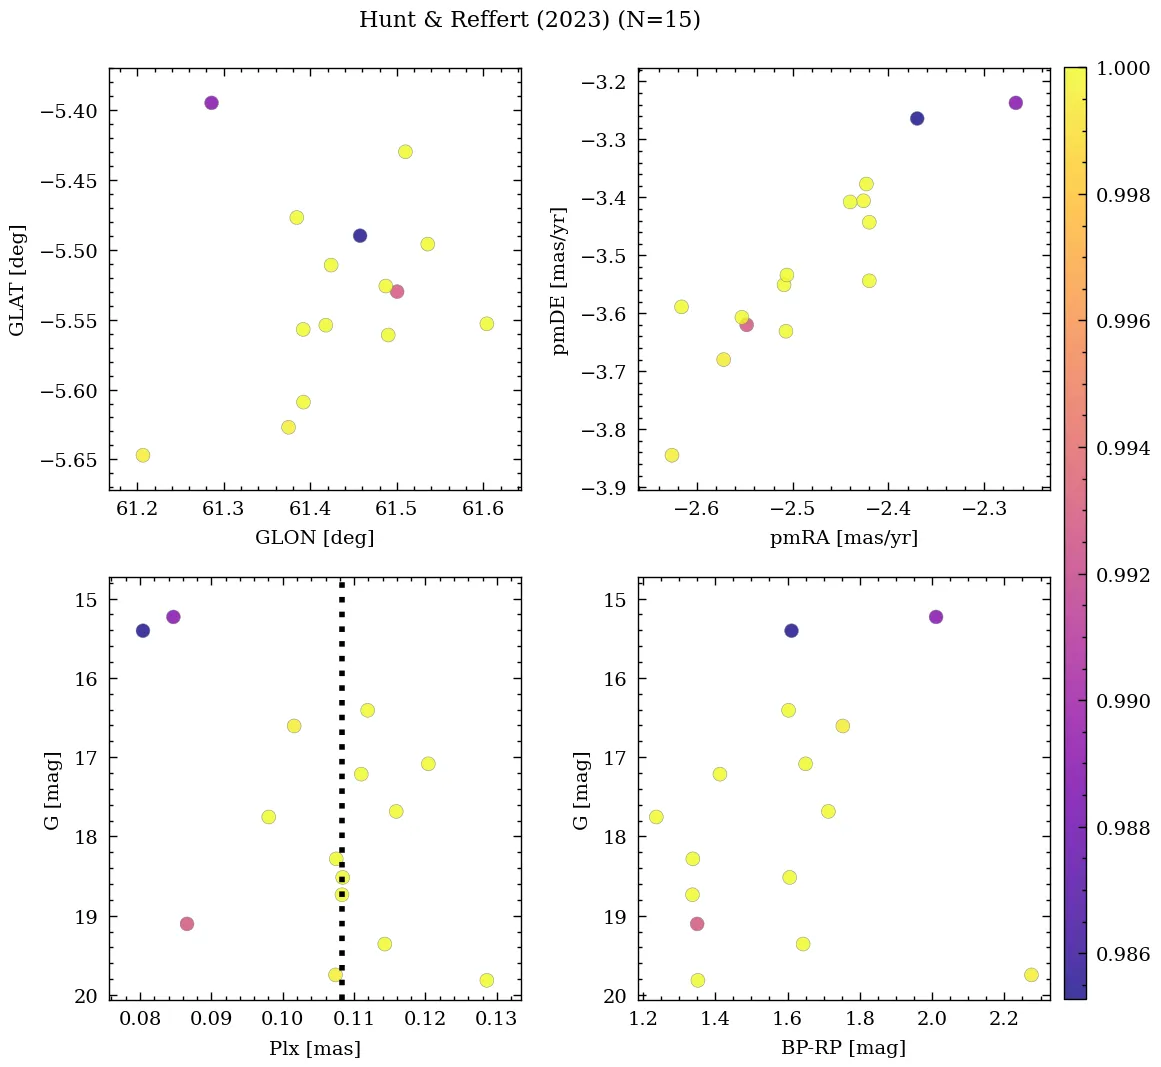 Hunt & Reffert (2023) (N=15)
−5.40
−5.45
−5.50
−5.55
−5.60
−5.65
GLAT [deg]
61.2 61.3 61.4 61.5 61.6
GLON [deg]
−3.2
−3.3
−3.4
−3.5
−3.6
−3.7
−3.8
−3.9
pmDE [mas/yr]
−2.6 −2.5 −2.4 −2.3
pmRA [mas/yr]
15
16
17
18
19
20
G [mag]
0.08 0.09 0.10 0.11 0.12 0.13
Plx [mas]
15
16
17
18
19
20
G [mag]
1.2 1.4 1.6 1.8 2.0 2.2
BP-RP [mag]
1.000
0.998
0.996
0.994
0.992
0.990
0.988
0.986